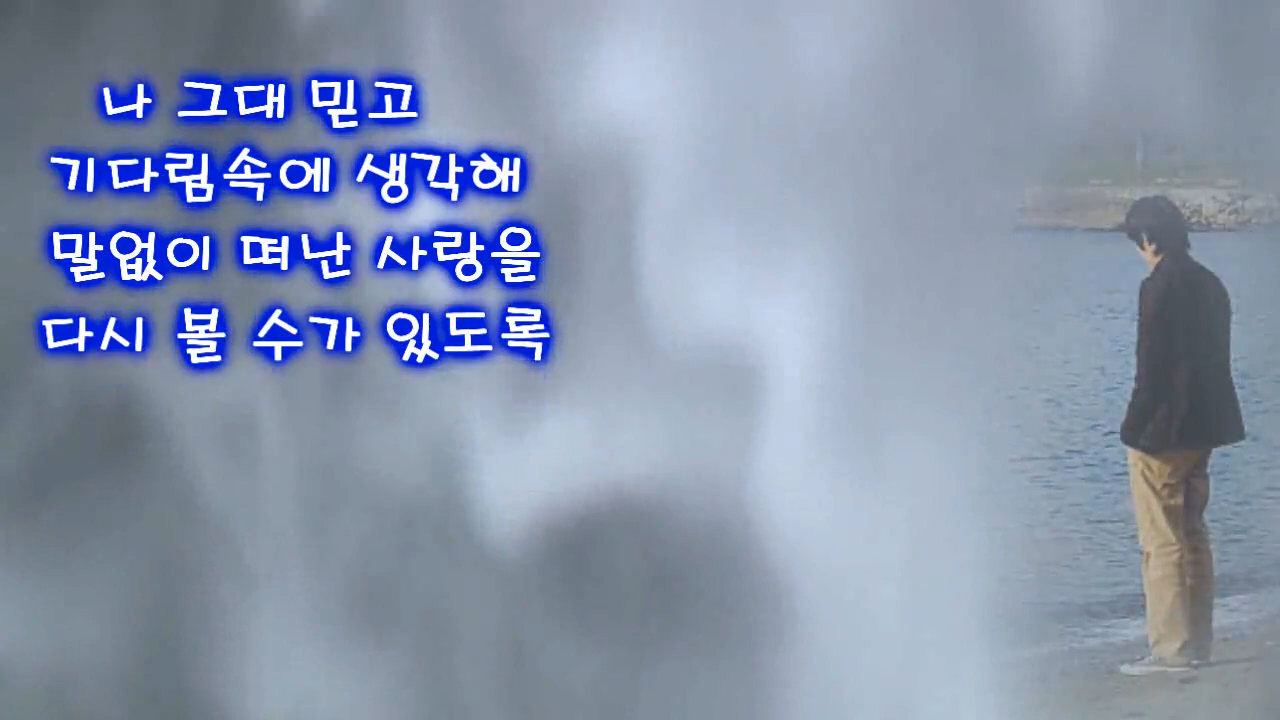 나 그대 믿고
기다림속에 생각해
말없이 떠난 사랑을
다시 볼 수가 있도록